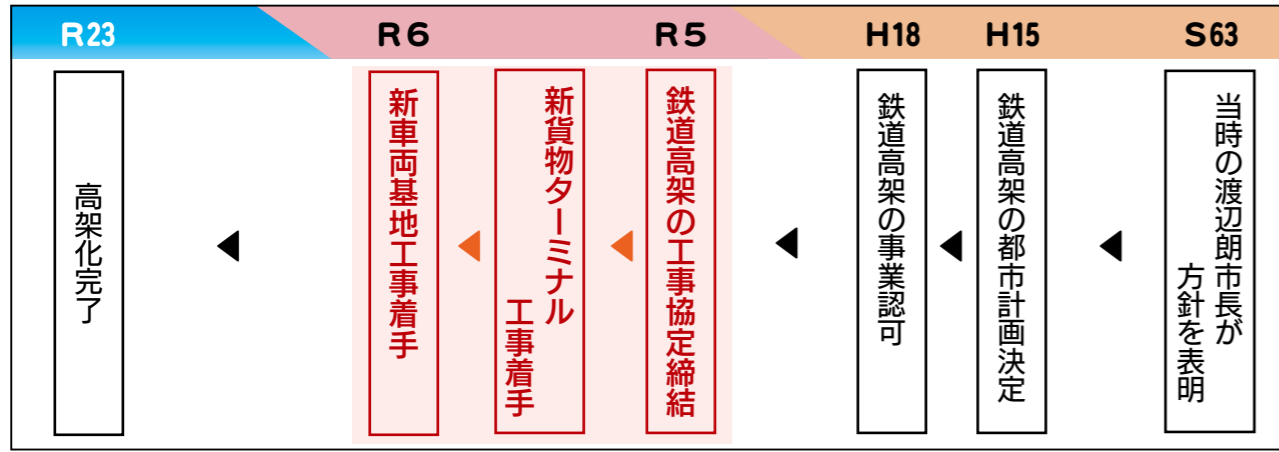 S63
当時の渡辺朗市長が
方針を表明
H15
鉄道高架の都市計画決定
H18
鉄道高架の事業認可
R5
鉄道高架の工事協定締結
新貨物ターミナル
工事着手
R6
新車両基地工事着手
R23
高架化完了